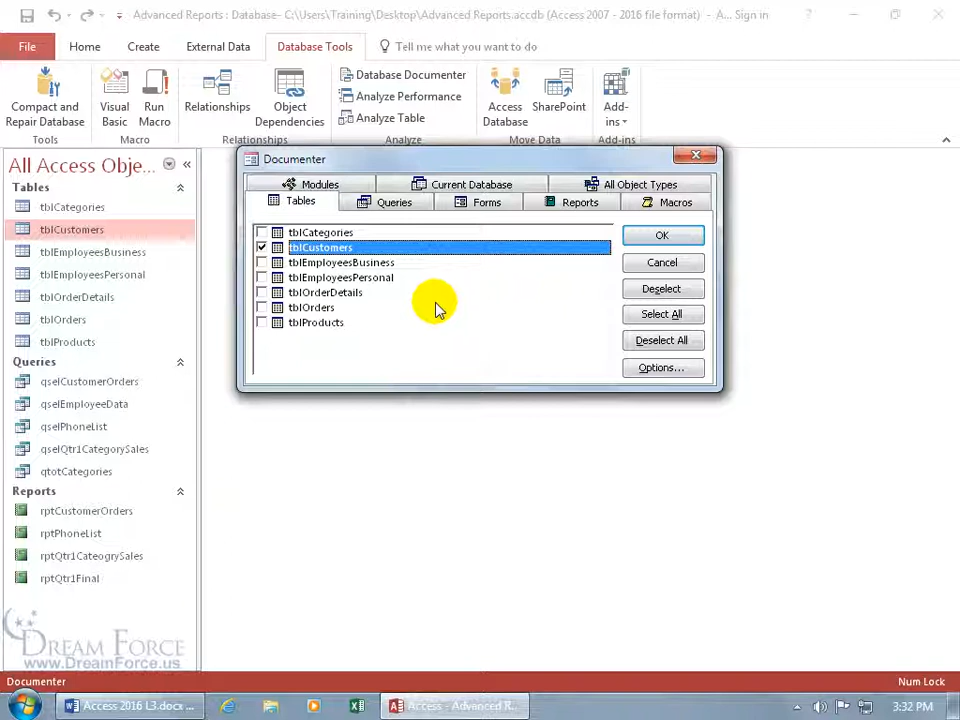 Advanced Reports : Database- C:\Users\Training\Desktop\Advanced Reports.accdb (Access 2007 - 2016 file format) - A... Sign in ?
File Home Create External Data Database Tools Tell me what you want to do
Compact and Repair Database
Visual Basic
Run Macro
Relationships
Object Dependencies
Database Documenter
Analyze Performance
Analyze Table
Access Database
SharePoint
Add-ins
Tools Macro Relationships Analyze Move Data Add-ins
All Access Obje...
Tables
tblCategories
tblCustomers
tblEmployeesBusiness
tblEmployeesPersonal
tblOrderDetails
tblOrders
tblProducts
Queries
qselCustomerOrders
qselEmployeeData
qselPhoneList
qselQtr1CategorySales
qtotCategories
Reports
rptCustomerOrders
rptPhoneList
rptQtr1CateogrySales
rptQtr1Final
Documenter
Modules Current Database All Object Types
Tables Queries Forms Reports Macros
tblCategories
tblCustomers
tblEmployeesBusiness
tblEmployeesPersonal
tblOrderDetails
tblOrders
tblProducts
OK
Cancel
Deselect
Select All
Deselect All
Options...
Dream Force
www.DreamForce.us
Documenter Num Lock
Access 2016 L3.docx ... Access - Advanced R... 3:32 PM